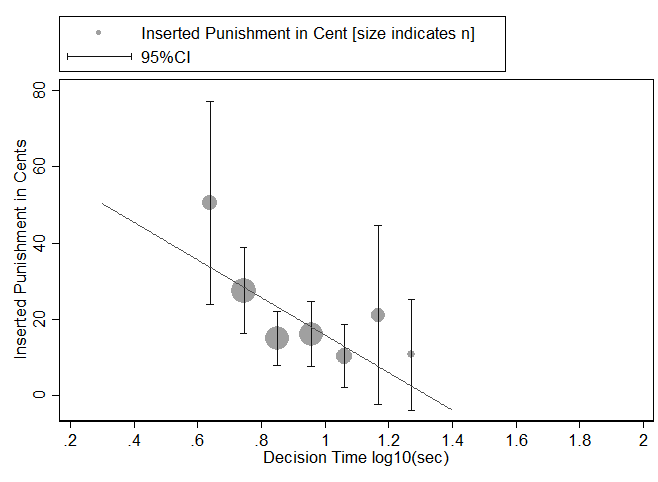 Inserted Punishment in Cent [size indicates n]
95%CI
Inserted Punishment in Cents
80
60
40
20
0
.2 .4 .6 .8 1 1.2 1.4 1.6 1.8 2
Decision Time log10(sec)